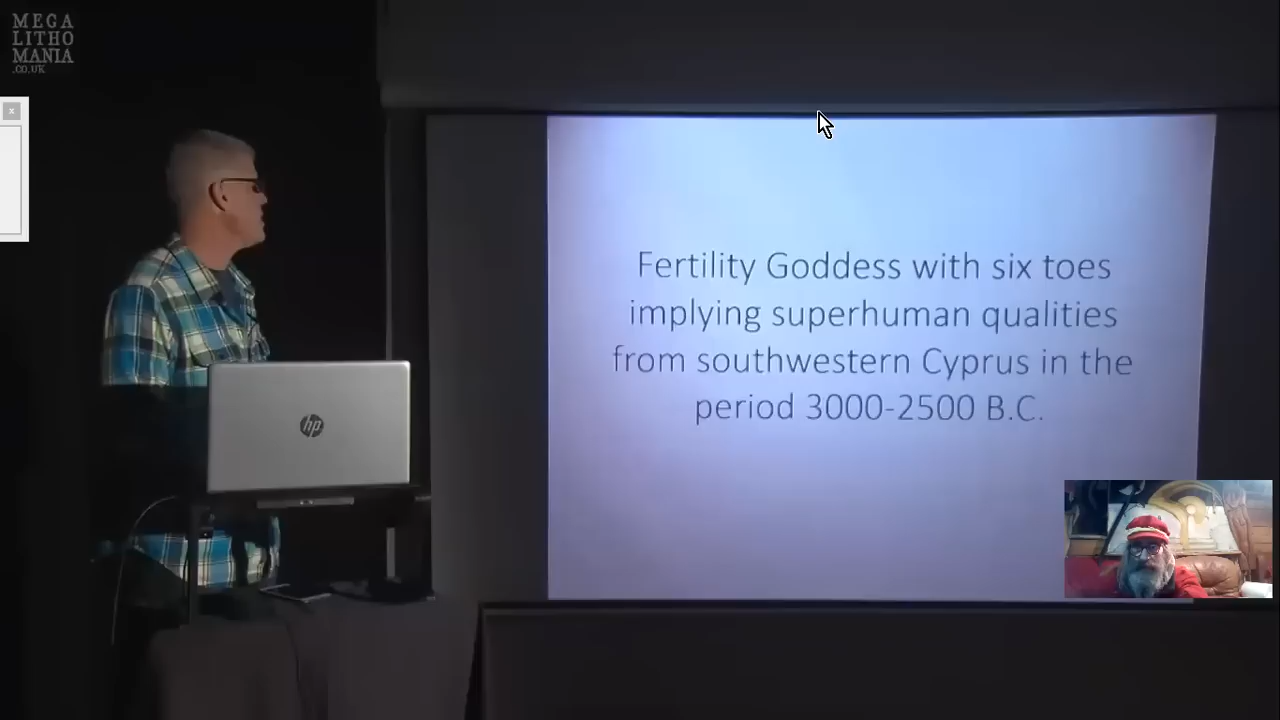 MEGA
LITHO
MANIA
.CO.UK
x
Fertility Goddess with six toes
implying superhuman qualities
from southwestern Cyprus in the
period 3000-2500 B.C.
hp